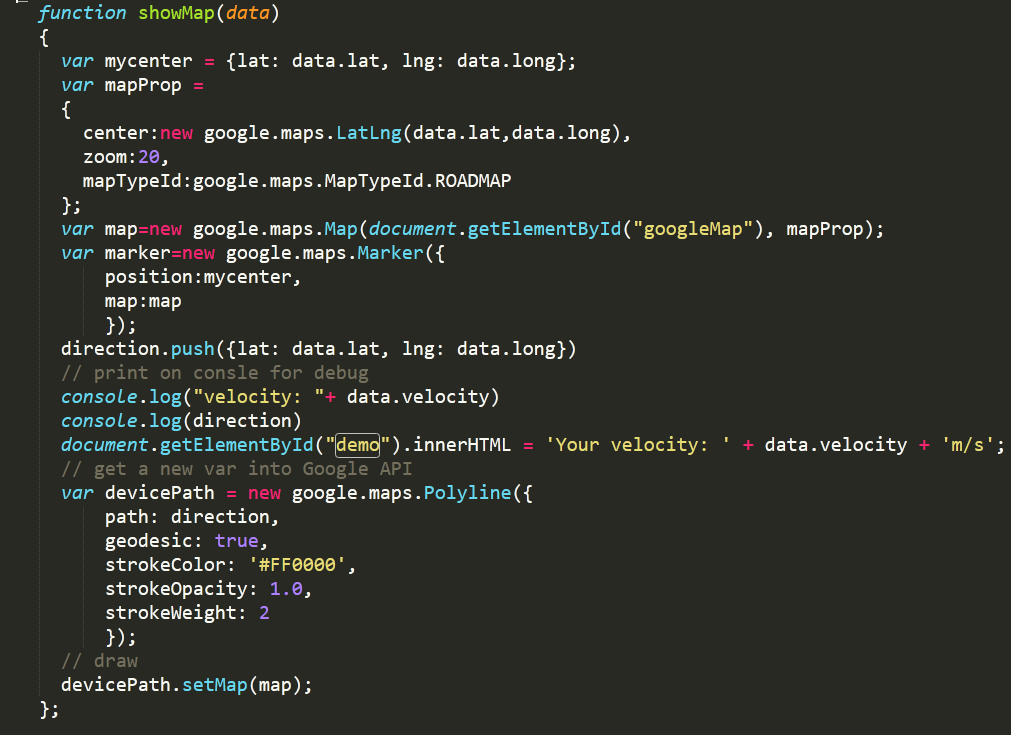 function showMap(data)
{
  var mycenter = {lat: data.lat, lng: data.long};
  var mapProp =
  {
    center:new google.maps.LatLng(data.lat,data.long),
    zoom:20,
    mapTypeId:google.maps.MapTypeId.ROADMAP
  };
  var map=new google.maps.Map(document.getElementById("googleMap"), mapProp);
  var marker=new google.maps.Marker({
      position:mycenter,
      map:map
      });
  direction.push({lat: data.lat, lng: data.long})
  // print on consle for debug
  console.log("velocity: "+ data.velocity)
  console.log(direction)
  document.getElementById("demo").innerHTML = 'Your velocity: ' + data.velocity + 'm/s';
  // get a new var into Google API
  var devicePath = new google.maps.Polyline({
      path: direction,
      geodesic: true,
      strokeColor: '#FF0000',
      strokeOpacity: 1.0,
      strokeWeight: 2
      });
  // draw
  devicePath.setMap(map);
};